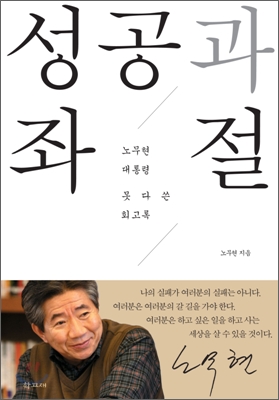 성공과
좌절
노무현
대통령
못다 쓴
회고록
노무현 지음
나의 실패가 여러분의 실패는 아니다.
여러분은 여러분의 갈 길을 가야 한다.
여러분은 하고 싶은 일을 하고 사는
세상을 살 수 있을 것이다.
노무현
학고재